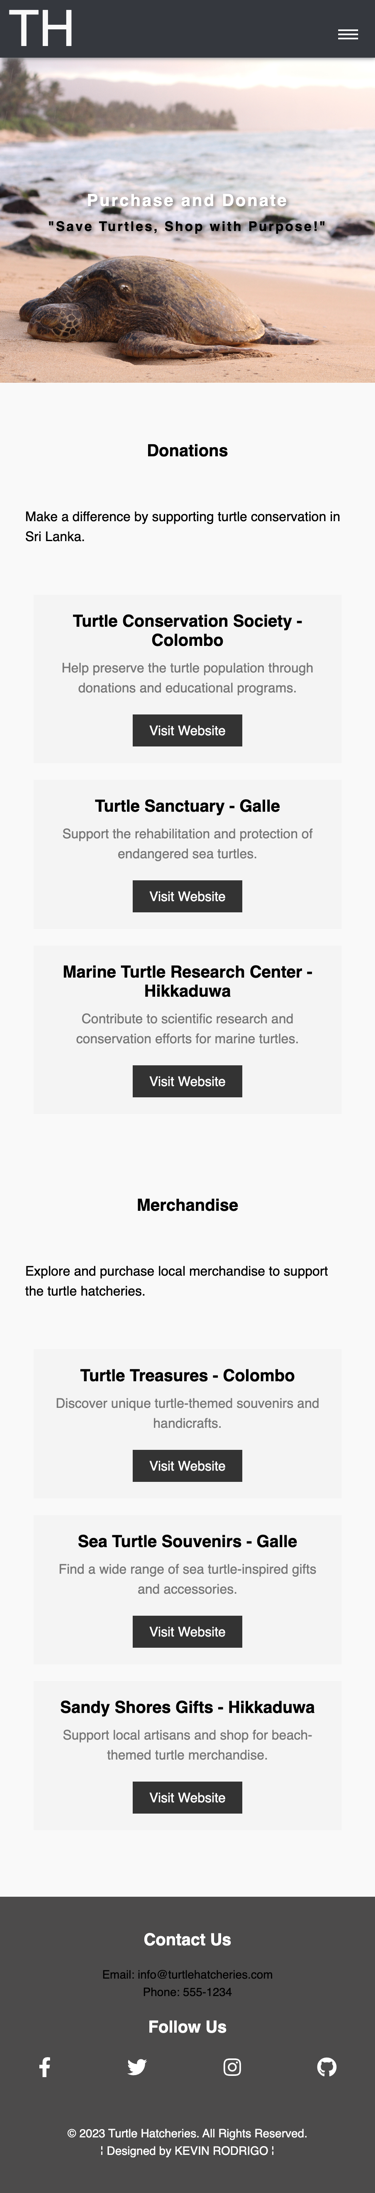 TH
Purchase and Donate
"Save Turtles, Shop with Purpose!"
Donations
Make a difference by supporting turtle conservation in
Sri Lanka.
Turtle Conservation Society -
Colombo
Help preserve the turtle population through
donations and educational programs.
Visit Website
Turtle Sanctuary - Galle
Support the rehabilitation and protection of
endangered sea turtles.
Visit Website
Marine Turtle Research Center -
Hikkaduwa
Contribute to scientific research and
conservation efforts for marine turtles.
Visit Website
Merchandise
Explore and purchase local merchandise to support
the turtle hatcheries.
Turtle Treasures - Colombo
Discover unique turtle-themed souvenirs and
handicrafts.
Visit Website
Sea Turtle Souvenirs - Galle
Find a wide range of sea turtle-inspired gifts
and accessories.
Visit Website
Sandy Shores Gifts - Hikkaduwa
Support local artisans and shop for beach-
themed turtle merchandise.
Visit Website
Contact Us
Email: info@turtlehatcheries.com
Phone: 555-1234
Follow Us
© 2023 Turtle Hatcheries. All Rights Reserved.
¦ Designed by KEVIN RODRIGO ¦